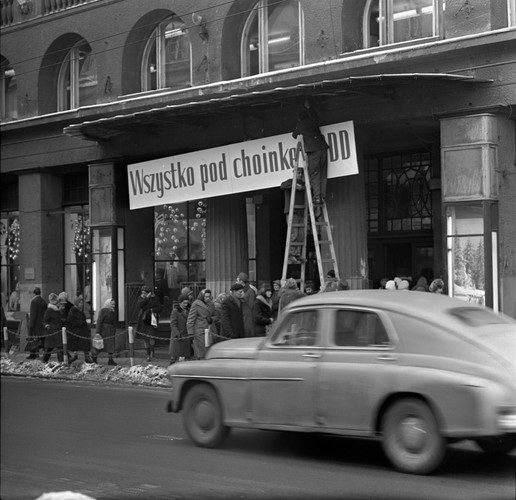 Wszystko pod choinkę DD